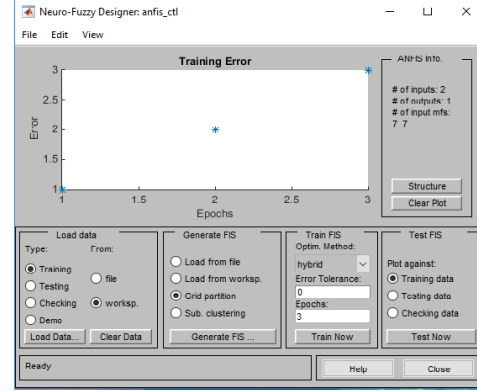 Neuro-Fuzzy Designer: anfis_ctl
File Edit View
Training Error
3
2.5
2
1.5
1
Error
1 1.5 2 2.5 3
Epochs
ANFIS Info.
# of inputs: 2
# of outputs: 1
# of input mfs:
7 7
Structure
Clear Plot
Load data
Type: From:
Training
Testing
Checking
Demo
file
worksp.
Load Data... Clear Data
Generate FIS
Load from file
Load from worksp.
Grid partition
Sub. clustering
Generate FIS ...
Train FIS
Optim. Method:
hybrid
Error Tolerance:
0
Epochs:
3
Train Now
Test FIS
Plot against:
Training data
Testing data
Checking data
Test Now
Ready
Help
Close